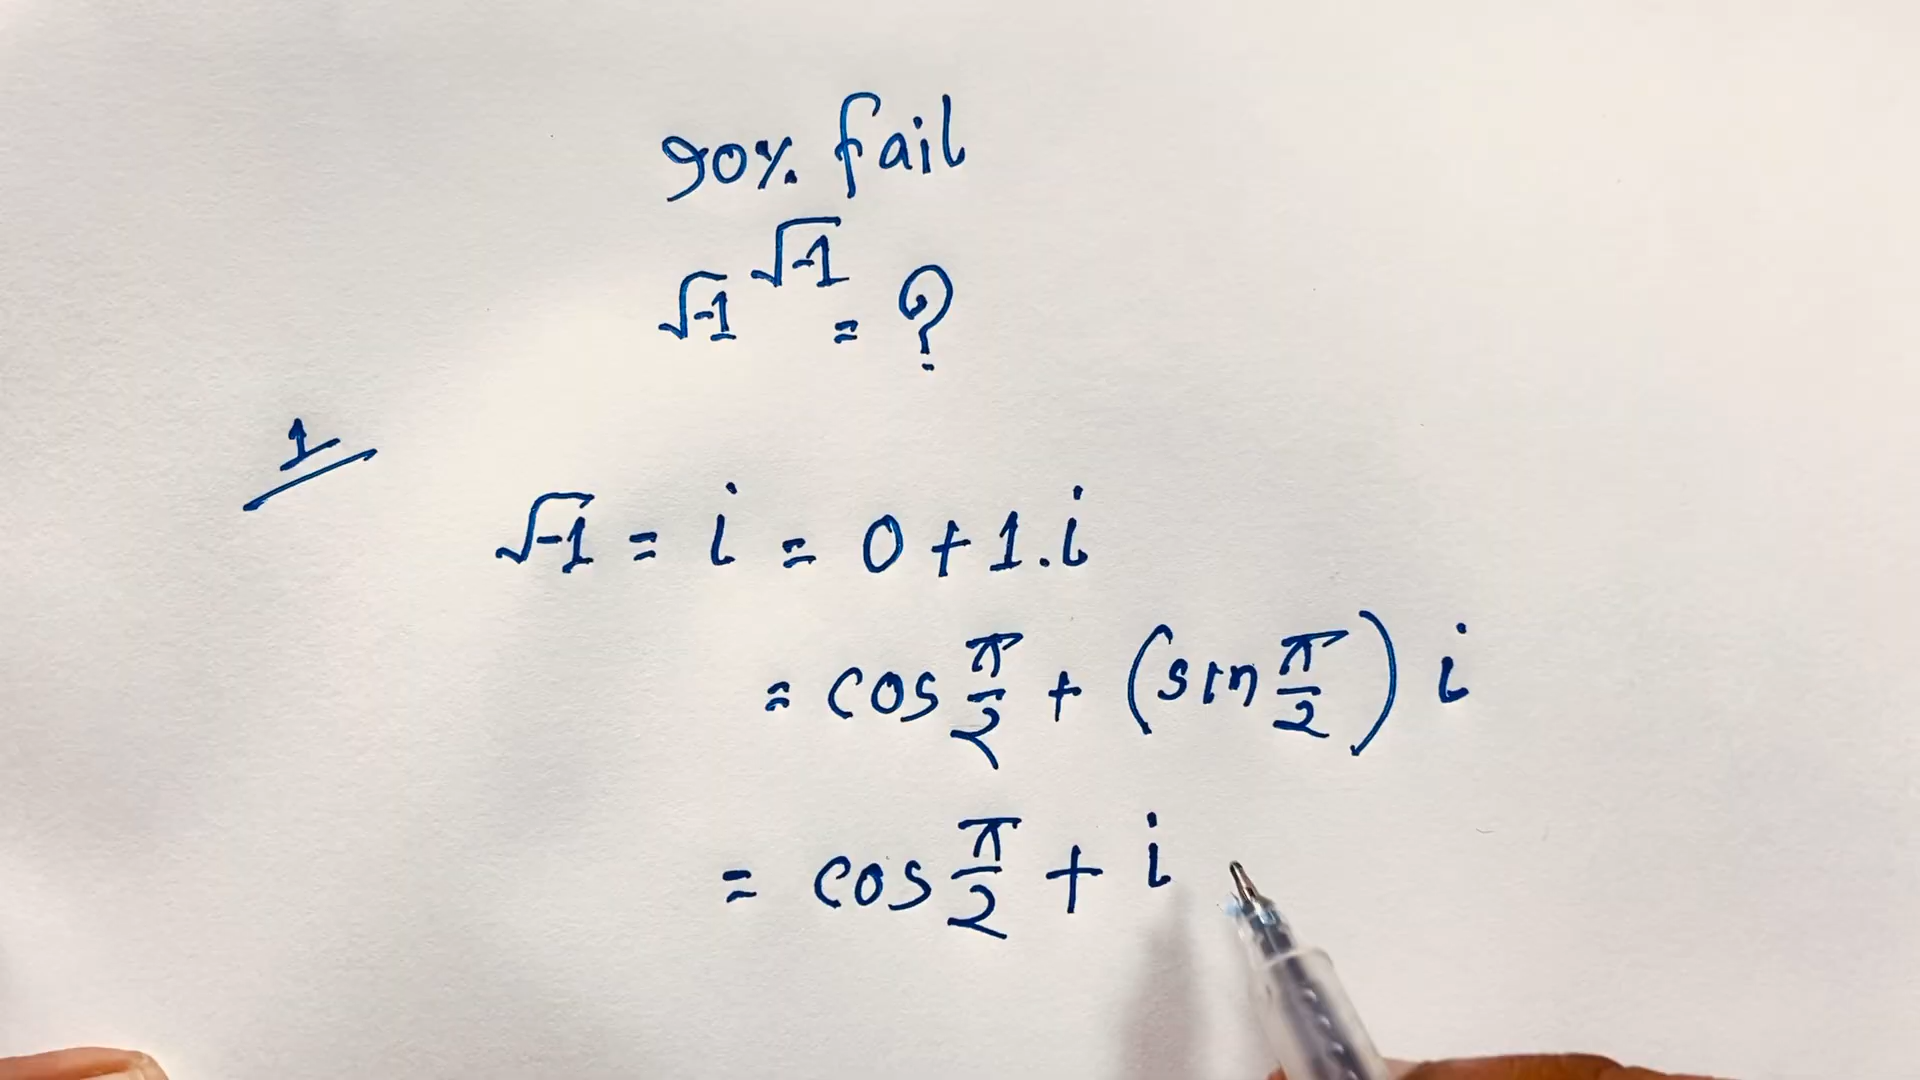 90% fail
√-1^√-1 = ?
1
√-1 = i = 0 + 1.i
= cos π/2 + (sin π/2) i
= cos π/2 + i